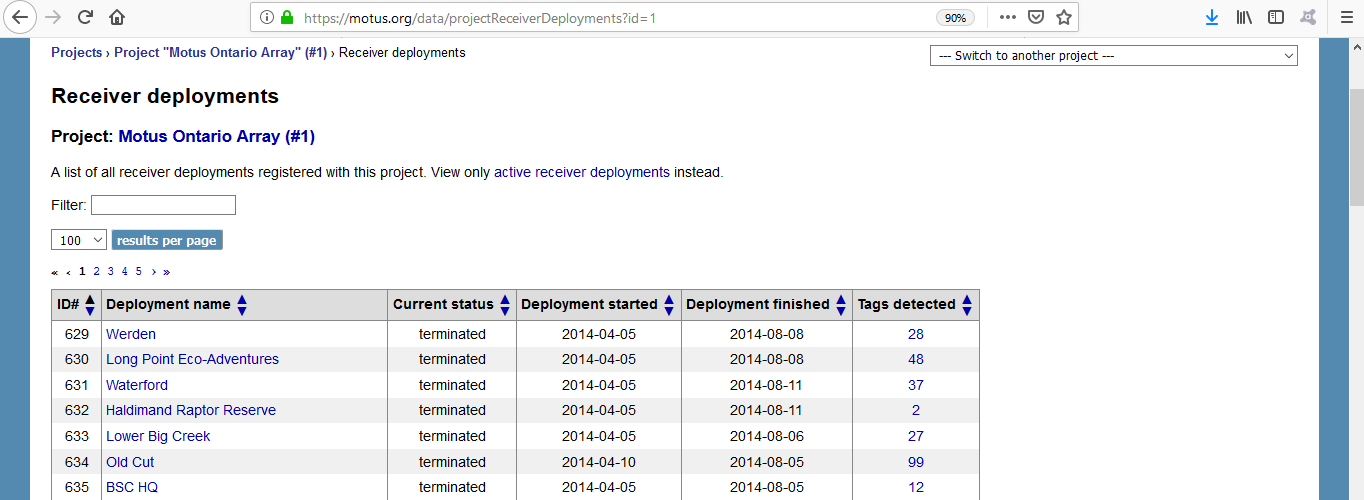 https://motus.org/data/projectReceiverDeployments?id=1
90%
Projects › Project "Motus Ontario Array" (#1) › Receiver deployments
--- Switch to another project ---
Receiver deployments
Project: Motus Ontario Array (#1)
A list of all receiver deployments registered with this project. View only active receiver deployments instead.
Filter:
100 results per page
« ‹ 1 2 3 4 5 › »
ID# Deployment name Current status Deployment started Deployment finished Tags detected
629 Werden terminated 2014-04-05 2014-08-08 28
630 Long Point Eco-Adventures terminated 2014-04-05 2014-08-08 48
631 Waterford terminated 2014-04-05 2014-08-11 37
632 Haldimand Raptor Reserve terminated 2014-04-05 2014-08-11 2
633 Lower Big Creek terminated 2014-04-05 2014-08-06 27
634 Old Cut terminated 2014-04-10 2014-08-05 99
635 BSC HQ terminated 2014-04-05 2014-08-05 12